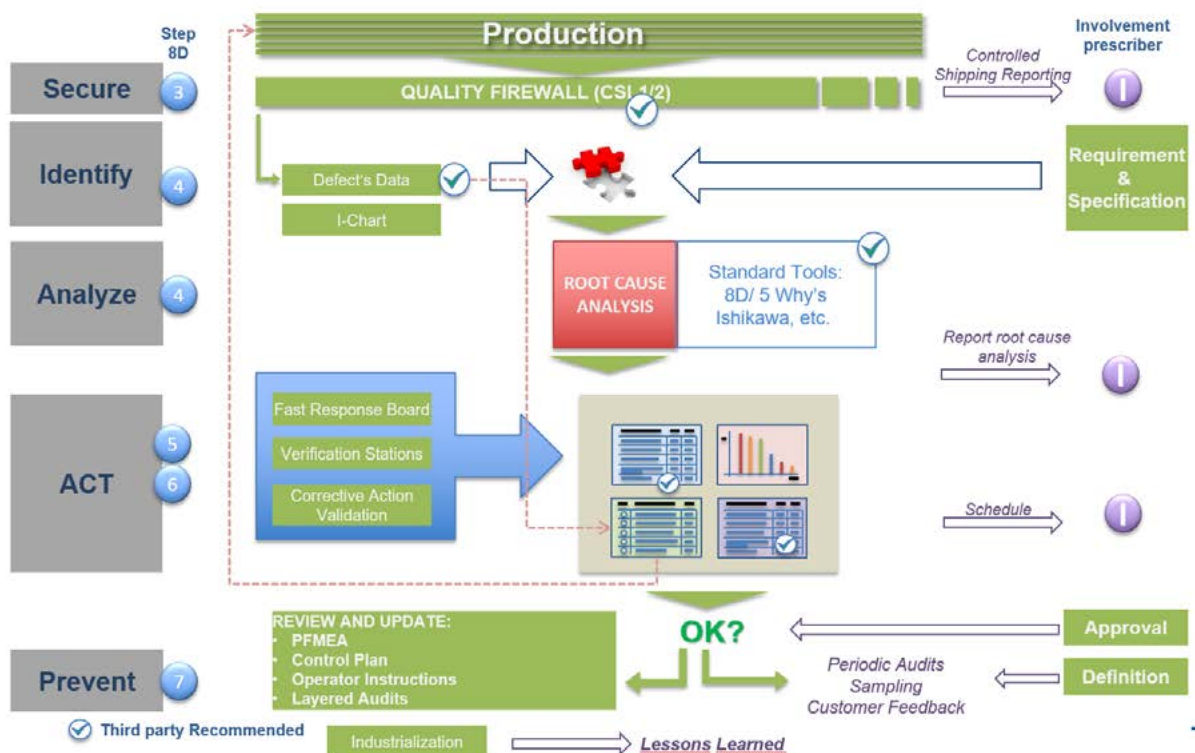 Production
Step
8D
Involvement
prescriber
Secure
3
QUALITY FIREWALL (CSL1/2)
Controlled
Shipping Reporting
I
Identify
4
Defect's Data
I-Chart
Requirement
&
Specification
Analyze
4
ROOT CAUSE
ANALYSIS
Standard Tools:
8D/ 5 Why's
Ishikawa, etc.
Report root cause
analysis
I
ACT
5
6
Fast Response Board
Verification Stations
Corrective Action
Validation
Schedule
I
REVIEW AND UPDATE:
• PFMEA
• Control Plan
• Operator Instructions
• Layered Audits
OK?
Approval
Prevent
7
Periodic Audits
Sampling
Customer Feedback
Definition
Third party Recommended
Industrialization
Lessons Learned